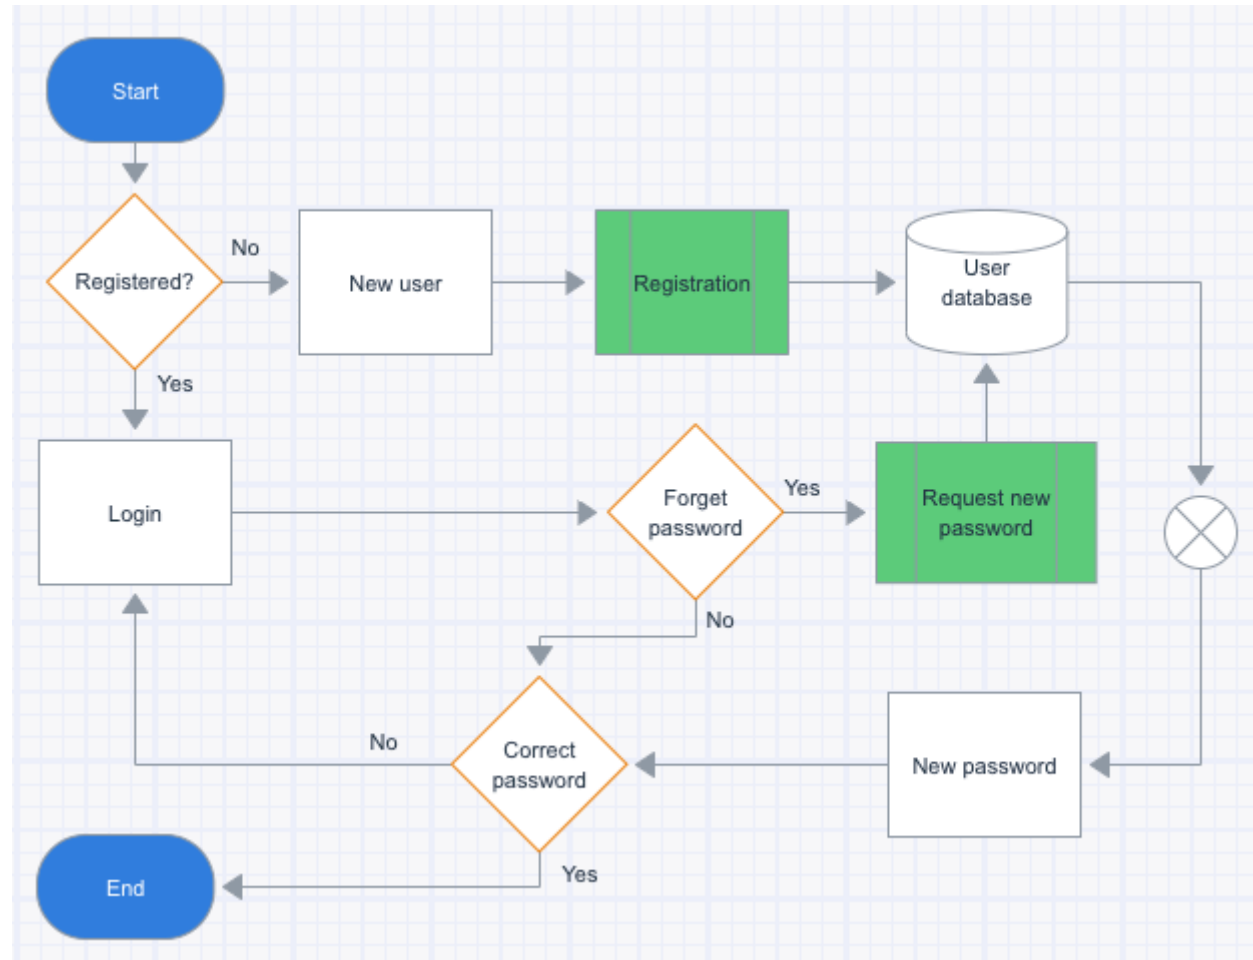 Start
No
Registered?
New user
Registration
User
database
Yes
Login
Forget
password
Yes
Request new
password
No
No
Correct
password
New password
Yes
End